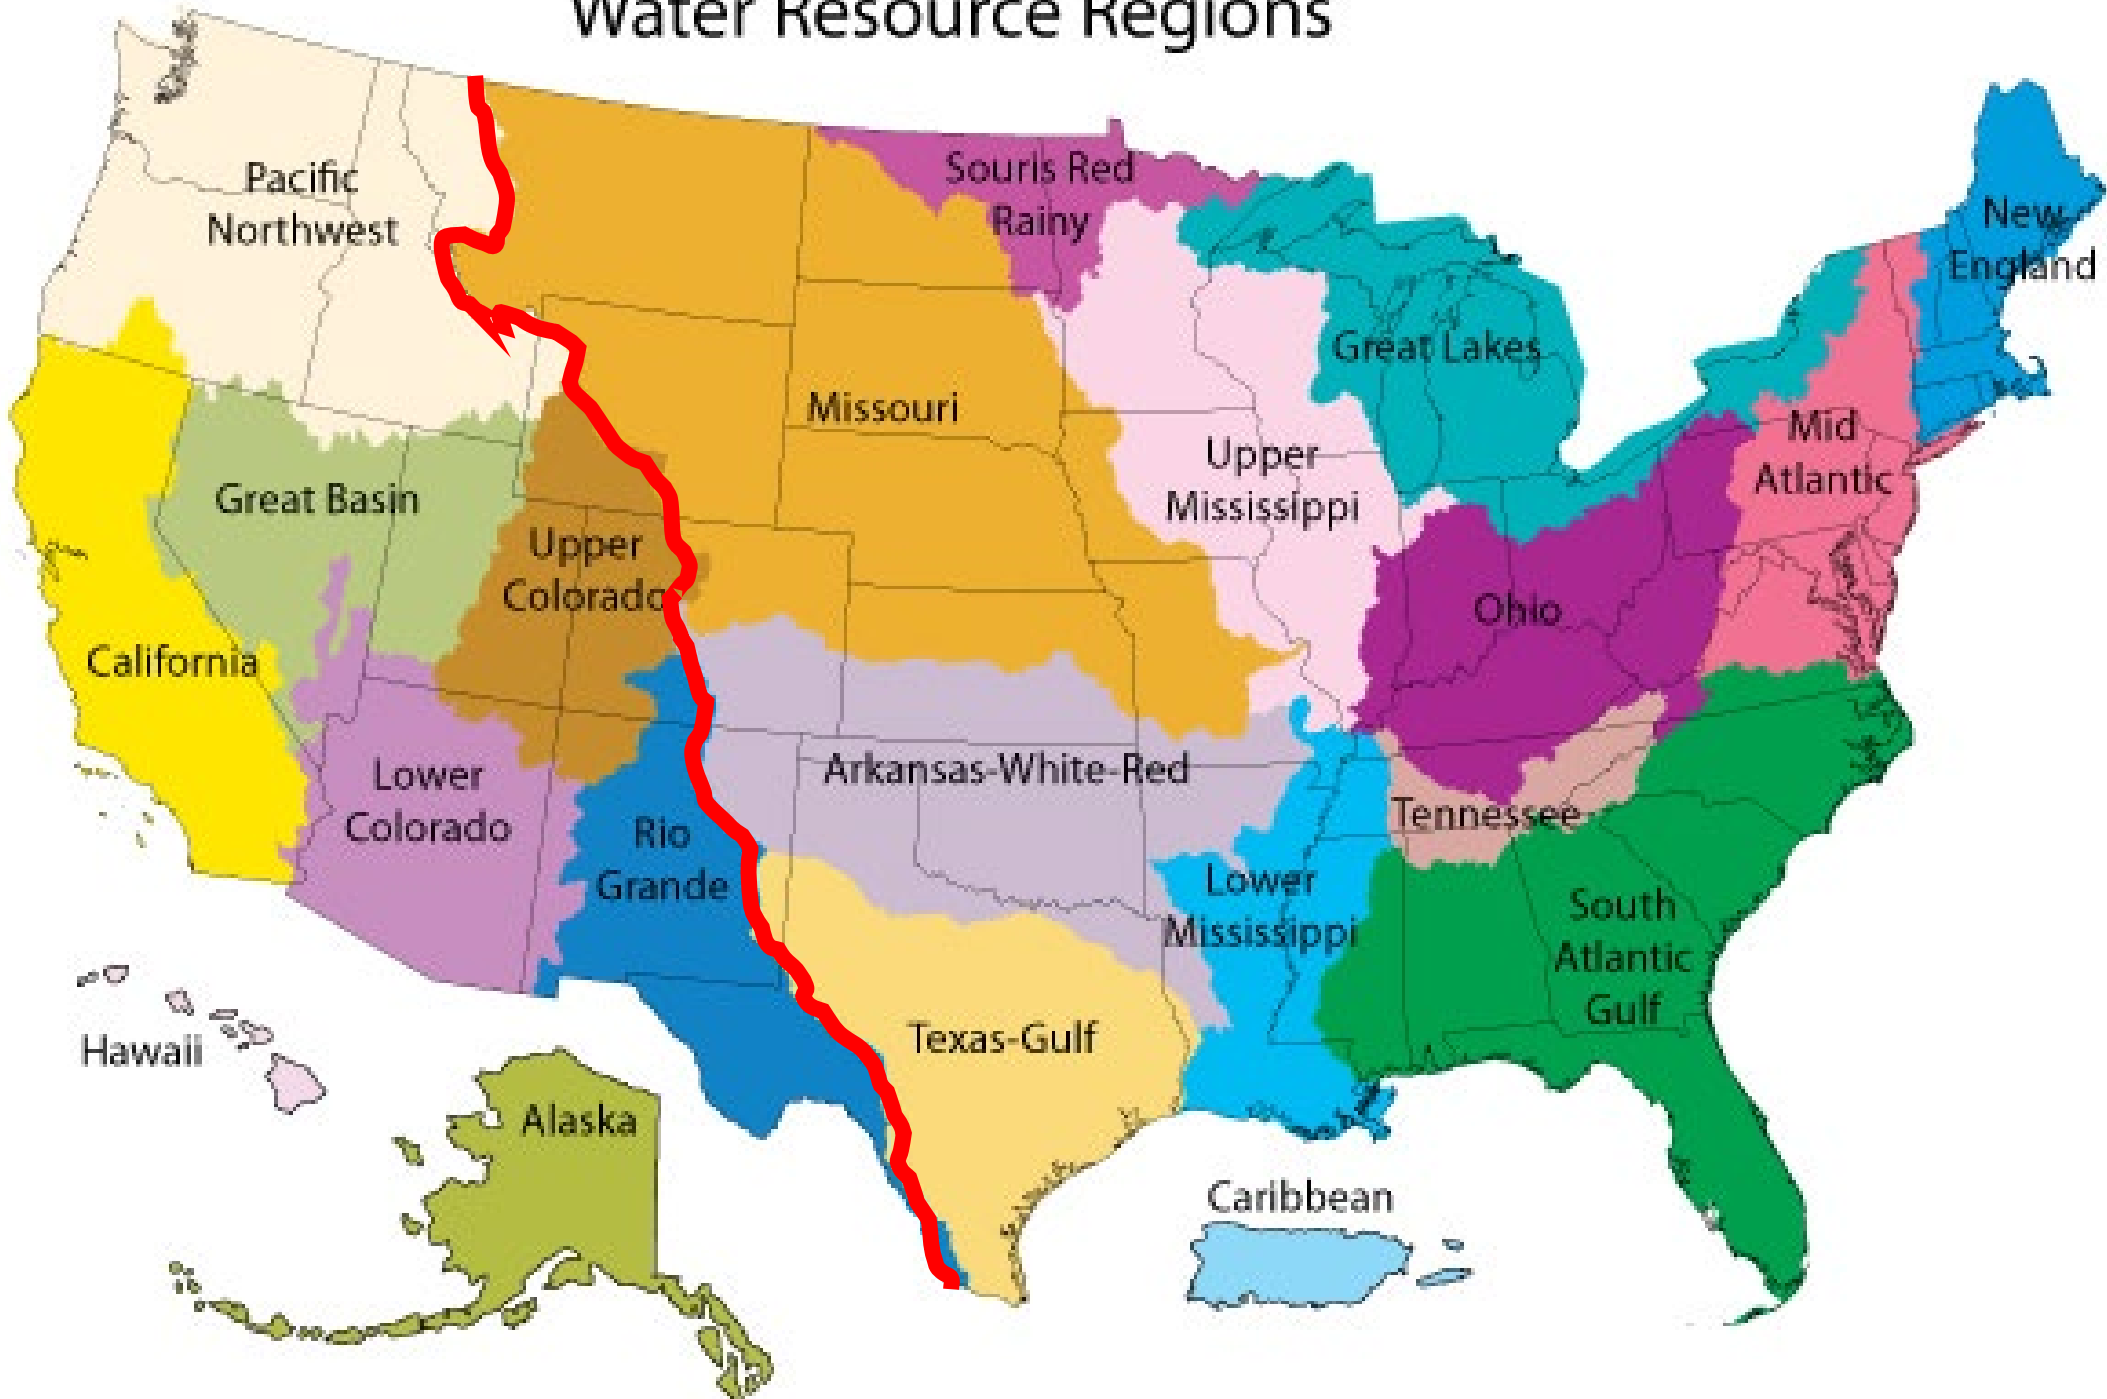 Water Resource Regions
Pacific
Northwest
Souris Red
Rainy
New
England
Great Lakes
Missouri
Mid
Atlantic
Upper
Mississippi
Great Basin
Upper
Colorado
Ohio
California
Lower
Colorado
Arkansas-White-Red
Tennessee
Rio
Grande
Lower
Mississippi
South
Atlantic
Gulf
Texas-Gulf
Hawaii
Alaska
Caribbean